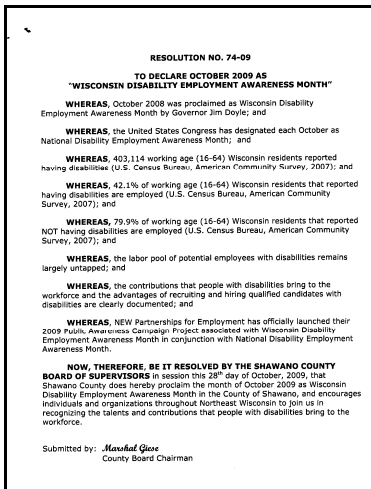 RESOLUTION NO. 74-09
TO DECLARE OCTOBER 2009 AS
"WISCONSIN DISABILITY EMPLOYMENT AWARENESS MONTH"
WHEREAS, October 2008 was proclaimed as Wisconsin Disability
Employment Awareness Month by Governor Jim Doyle; and
WHEREAS, the United States Congress has designated each October as
National Disability Employment Awareness Month; and
WHEREAS, 403,114 working age (16-64) Wisconsin residents reported
having disabilities (U.S. Census Bureau, American Community Survey, 2007); and
WHEREAS, 42.1% of working age (16-64) Wisconsin residents that reported
having disabilities are employed (U.S. Census Bureau, American Community
Survey, 2007); and
WHEREAS, 79.9% of working age (16-64) Wisconsin residents that reported
NOT having disabilities are employed (U.S. Census Bureau, American Community
Survey, 2007); and
WHEREAS, the labor pool of potential employees with disabilities remains
largely untapped; and
WHEREAS, the contributions that people with disabilities bring to the
workforce and the advantages of recruiting and hiring qualified candidates with
disabilities are clearly documented; and
WHEREAS, NEW Partnerships for Employment has officially launched their
2009 Public Awareness Campaign Project associated with Wisconsin Disability
Employment Awareness Month in conjunction with National Disability Employment
Awareness Month.
NOW, THEREFORE, BE IT RESOLVED BY THE SHAWANO COUNTY
BOARD OF SUPERVISORS in session this 28th day of October, 2009, that
Shawano County does hereby proclaim the month of October 2009 as Wisconsin
Disability Employment Awareness Month in the County of Shawano, and encourages
individuals and organizations throughout Northeast Wisconsin to join us in
recognizing the talents and contributions that people with disabilities bring to the
workforce.
Submitted by: Marshal Giese
County Board Chairman